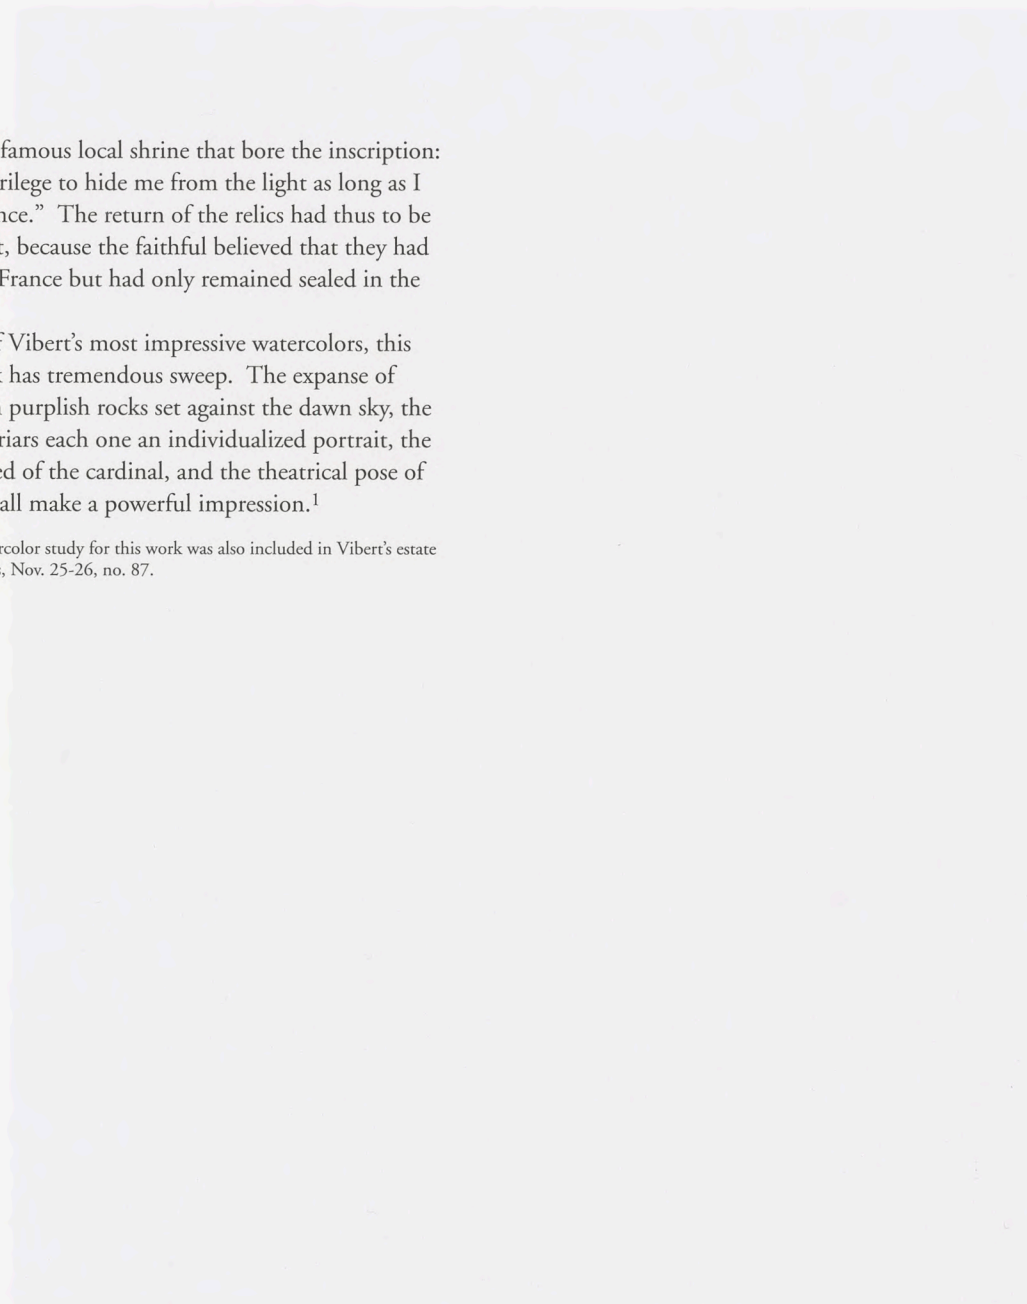 famous local shrine that bore the inscription:
rilege to hide me from the light as long as I
nce.” The return of the relics had thus to be
t, because the faithful believed that they had
France but had only remained sealed in the
f Vibert’s most impressive watercolors, this
has tremendous sweep. The expanse of
purplish rocks set against the dawn sky, the
riars each one an individualized portrait, the
ed of the cardinal, and the theatrical pose of
all make a powerful impression.¹
rcolor study for this work was also included in Vibert’s estate
, Nov. 25-26, no. 87.